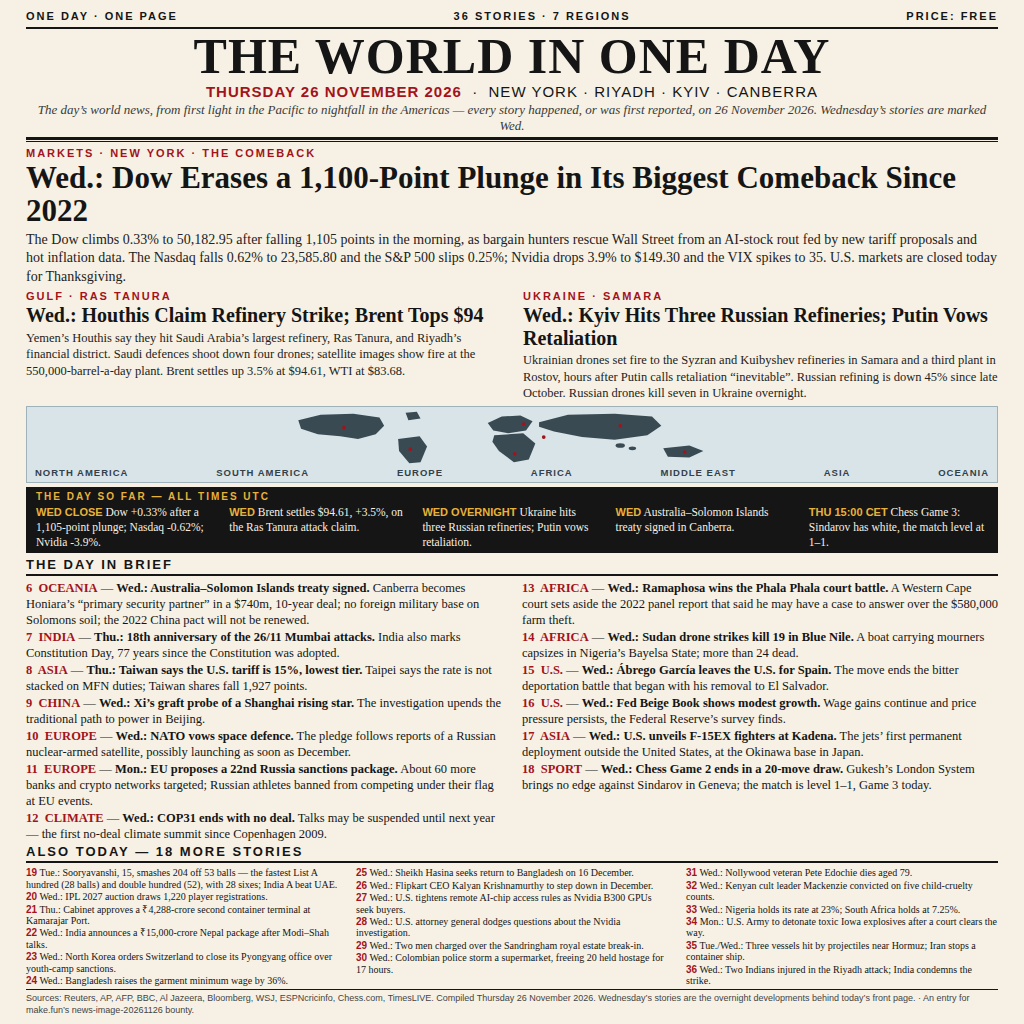 ONE DAY · ONE PAGE
36 STORIES · 7 REGIONS
PRICE: FREE
THE WORLD IN ONE DAY
THURSDAY 26 NOVEMBER 2026 · NEW YORK · RIYADH · KYIV · CANBERRA
The day's world news, from first light in the Pacific to nightfall in the Americas — every story happened, or was first reported, on 26 November 2026. Wednesday's stories are marked
Wed.
MARKETS · NEW YORK · THE COMEBACK
Wed.: Dow Erases a 1,100-Point Plunge in Its Biggest Comeback Since
2022
The Dow climbs 0.33% to 50,182.95 after falling 1,105 points in the morning, as bargain hunters rescue Wall Street from an AI-stock rout fed by new tariff proposals and
hot inflation data. The Nasdaq falls 0.62% to 23,585.80 and the S&P 500 slips 0.25%; Nvidia drops 3.9% to $149.30 and the VIX spikes to 35. U.S. markets are closed today
for Thanksgiving.
GULF · RAS TANURA
Wed.: Houthis Claim Refinery Strike; Brent Tops $94
Yemen's Houthis say they hit Saudi Arabia's largest refinery, Ras Tanura, and Riyadh's
financial district. Saudi defences shoot down four drones; satellite images show fire at the
550,000-barrel-a-day plant. Brent settles up 3.5% at $94.61, WTI at $83.68.
UKRAINE · SAMARA
Wed.: Kyiv Hits Three Russian Refineries; Putin Vows
Retaliation
Ukrainian drones set fire to the Syzran and Kuibyshev refineries in Samara and a third plant in
Rostov, hours after Putin calls retaliation “inevitable”. Russian refining is down 45% since late
October. Russian drones kill seven in Ukraine overnight.
NORTH AMERICA
SOUTH AMERICA
EUROPE
AFRICA
MIDDLE EAST
ASIA
OCEANIA
THE DAY SO FAR — ALL TIMES UTC
WED CLOSE Dow +0.33% after a
1,105-point plunge; Nasdaq -0.62%;
Nvidia -3.9%.
WED Brent settles $94.61, +3.5%, on
the Ras Tanura attack claim.
WED OVERNIGHT Ukraine hits
three Russian refineries; Putin vows
retaliation.
WED Australia–Solomon Islands
treaty signed in Canberra.
THU 15:00 CET Chess Game 3:
Sindarov has white, the match level at
1–1.
THE DAY IN BRIEF
6 OCEANIA — Wed.: Australia–Solomon Islands treaty signed. Canberra becomes
Honiara's “primary security partner” in a $740m, 10-year deal; no foreign military base on
Solomons soil; the 2022 China pact will not be renewed.
7 INDIA — Thu.: 18th anniversary of the 26/11 Mumbai attacks. India also marks
Constitution Day, 77 years since the Constitution was adopted.
8 ASIA — Thu.: Taiwan says the U.S. tariff is 15%, lowest tier. Taipei says the rate is not
stacked on MFN duties; Taiwan shares fall 1,927 points.
9 CHINA — Wed.: Xi's graft probe of a Shanghai rising star. The investigation upends the
traditional path to power in Beijing.
10 EUROPE — Wed.: NATO vows space defence. The pledge follows reports of a Russian
nuclear-armed satellite, possibly launching as soon as December.
11 EUROPE — Mon.: EU proposes a 22nd Russia sanctions package. About 60 more
banks and crypto networks targeted; Russian athletes banned from competing under their flag
at EU events.
12 CLIMATE — Wed.: COP31 ends with no deal. Talks may be suspended until next year
— the first no-deal climate summit since Copenhagen 2009.
13 AFRICA — Wed.: Ramaphosa wins the Phala Phala court battle. A Western Cape
court sets aside the 2022 panel report that said he may have a case to answer over the $580,000
farm theft.
14 AFRICA — Wed.: Sudan drone strikes kill 19 in Blue Nile. A boat carrying mourners
capsizes in Nigeria's Bayelsa State; more than 24 dead.
15 U.S. — Wed.: Ábrego García leaves the U.S. for Spain. The move ends the bitter
deportation battle that began with his removal to El Salvador.
16 U.S. — Wed.: Fed Beige Book shows modest growth. Wage gains continue and price
pressure persists, the Federal Reserve's survey finds.
17 ASIA — Wed.: U.S. unveils F-15EX fighters at Kadena. The jets' first permanent
deployment outside the United States, at the Okinawa base in Japan.
18 SPORT — Wed.: Chess Game 2 ends in a 20-move draw. Gukesh's London System
brings no edge against Sindarov in Geneva; the match is level 1–1, Game 3 today.
ALSO TODAY — 18 MORE STORIES
19 Tue.: Sooryavanshi, 15, smashes 204 off 53 balls — the fastest List A
hundred (28 balls) and double hundred (52), with 28 sixes; India A beat UAE.
20 Wed.: IPL 2027 auction draws 1,220 player registrations.
21 Thu.: Cabinet approves a ₹4,288-crore second container terminal at
Kamarajar Port.
22 Wed.: India announces a ₹15,000-crore Nepal package after Modi–Shah
talks.
23 Wed.: North Korea orders Switzerland to close its Pyongyang office over
youth-camp sanctions.
24 Wed.: Bangladesh raises the garment minimum wage by 36%.
25 Wed.: Sheikh Hasina seeks return to Bangladesh on 16 December.
26 Wed.: Flipkart CEO Kalyan Krishnamurthy to step down in December.
27 Wed.: U.S. tightens remote AI-chip access rules as Nvidia B300 GPUs
seek buyers.
28 Wed.: U.S. attorney general dodges questions about the Nvidia
investigation.
29 Wed.: Two men charged over the Sandringham royal estate break-in.
30 Wed.: Colombian police storm a supermarket, freeing 20 held hostage for
17 hours.
31 Wed.: Nollywood veteran Pete Edochie dies aged 79.
32 Wed.: Kenyan cult leader Mackenzie convicted on five child-cruelty
counts.
33 Wed.: Nigeria holds its rate at 23%; South Africa holds at 7.25%.
34 Mon.: U.S. Army to detonate toxic Iowa explosives after a court clears the
way.
35 Tue./Wed.: Three vessels hit by projectiles near Hormuz; Iran stops a
container ship.
36 Wed.: Two Indians injured in the Riyadh attack; India condemns the
strike.
Sources: Reuters, AP, AFP, BBC, Al Jazeera, Bloomberg, WSJ, ESPNcricinfo, Chess.com, TimesLIVE. Compiled Thursday 26 November 2026. Wednesday's stories are the overnight developments behind today's front page. · An entry for
make.fun's news-image-20261126 bounty.